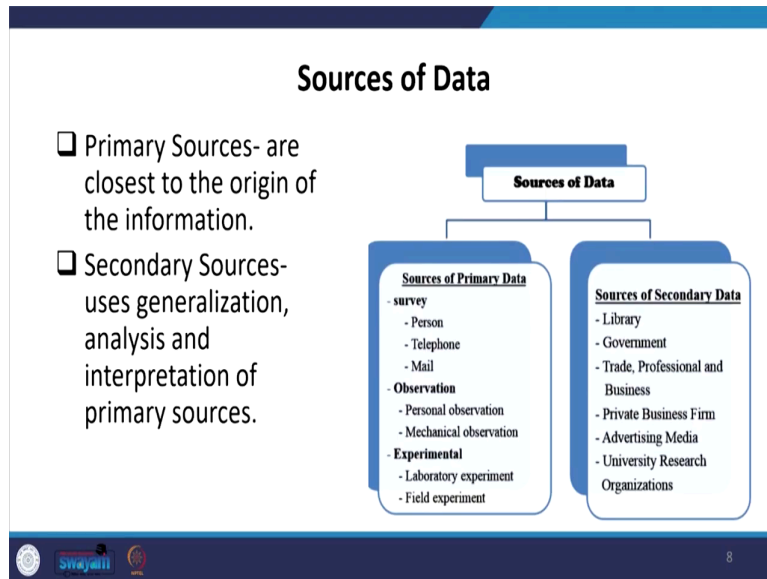 Sources of Data
Primary Sources- are
closest to the origin of
the information.
Secondary Sources-
uses generalization,
analysis and
interpretation of
primary sources.
Sources of Data
Sources of Primary Data
- survey
- Person
- Telephone
- Mail
- Observation
- Personal observation
- Mechanical observation
- Experimental
- Laboratory experiment
- Field experiment
Sources of Secondary Data
- Library
- Government
- Trade, Professional and
Business
- Private Business Firm
- Advertising Media
- University Research
Organizations
swayam
8